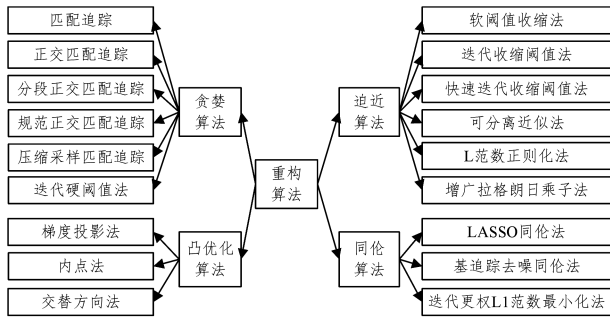 匹配追踪
正交匹配追踪
分段正交匹配追踪
规范正交匹配追踪
压缩采样匹配追踪
迭代硬阈值法
贪婪
算法
梯度投影法
内点法
交替方向法
凸优化
算法
重构
算法
迫近
算法
软阈值收缩法
迭代收缩阈值法
快速迭代收缩阈值法
可分离近似法
L范数正则化法
增广拉格朗日乘子法
同伦
算法
LASSO同伦法
基追踪去噪同伦法
迭代更权L1范数最小化法